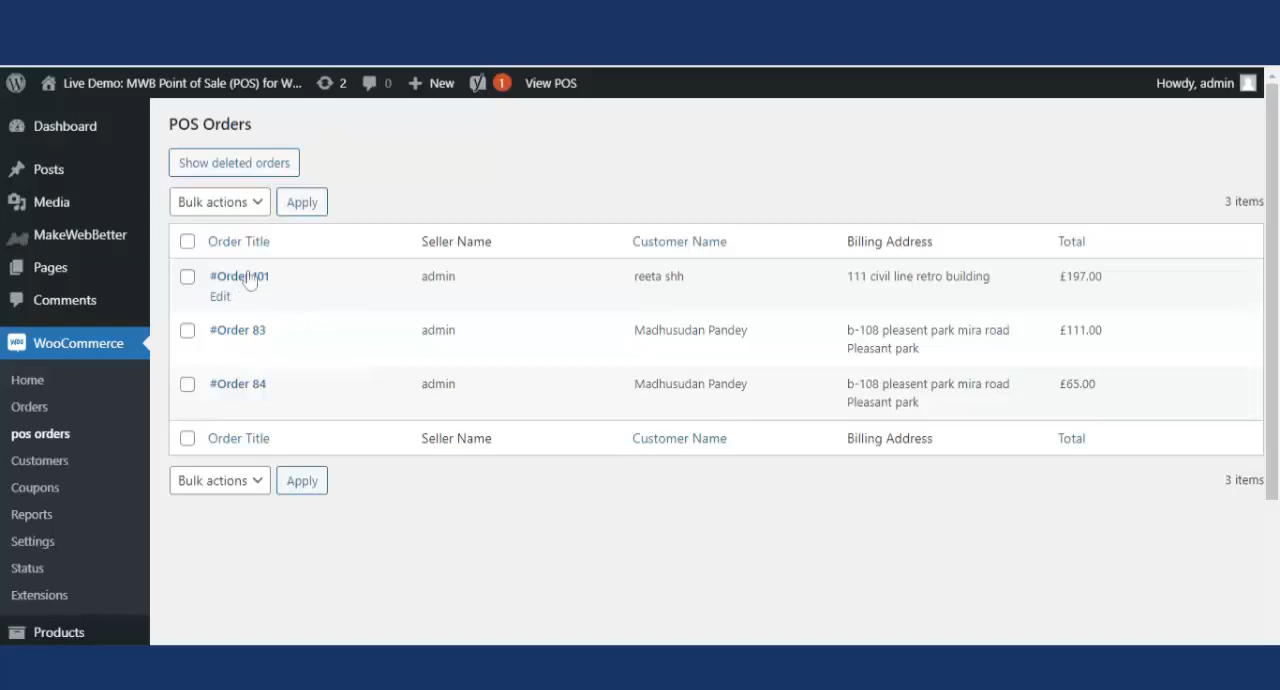 Live Demo: MWB Point of Sale (POS) for W... 2 0 New 1 View POS Howdy, admin
Dashboard
Posts
Media
MakeWebBetter
Pages
Comments
WooCommerce
Home
Orders
pos orders
Customers
Coupons
Reports
Settings
Status
Extensions
Products
POS Orders
Show deleted orders
Bulk actions Apply 3 items
Order Title Seller Name Customer Name Billing Address Total
admin reeta shh 111 civil line retro building £197.00
Edit
#Order 83 admin Madhusudan Pandey b-108 pleasent park mira road £111.00
Pleasant park
#Order 84 admin Madhusudan Pandey b-108 pleasent park mira road £65.00
Pleasant park
Order Title Seller Name Customer Name Billing Address Total
Bulk actions Apply 3 items